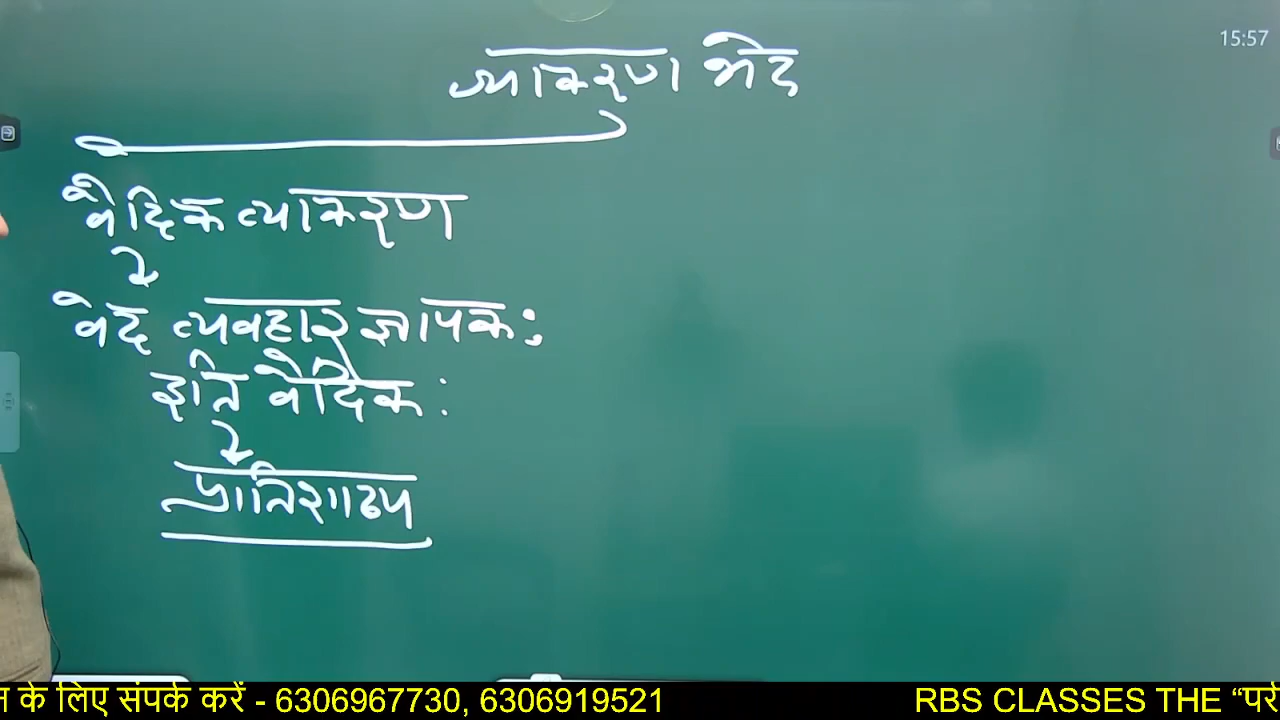 15:57
व्याकरण भेद
वैदिक व्याकरण
वेद व्यवहार ज्ञापक:
इति वैदिक:
प्रातिशाख्य
न के लिए संपर्क करें - 6306967730, 6306919521 RBS CLASSES THE “पर